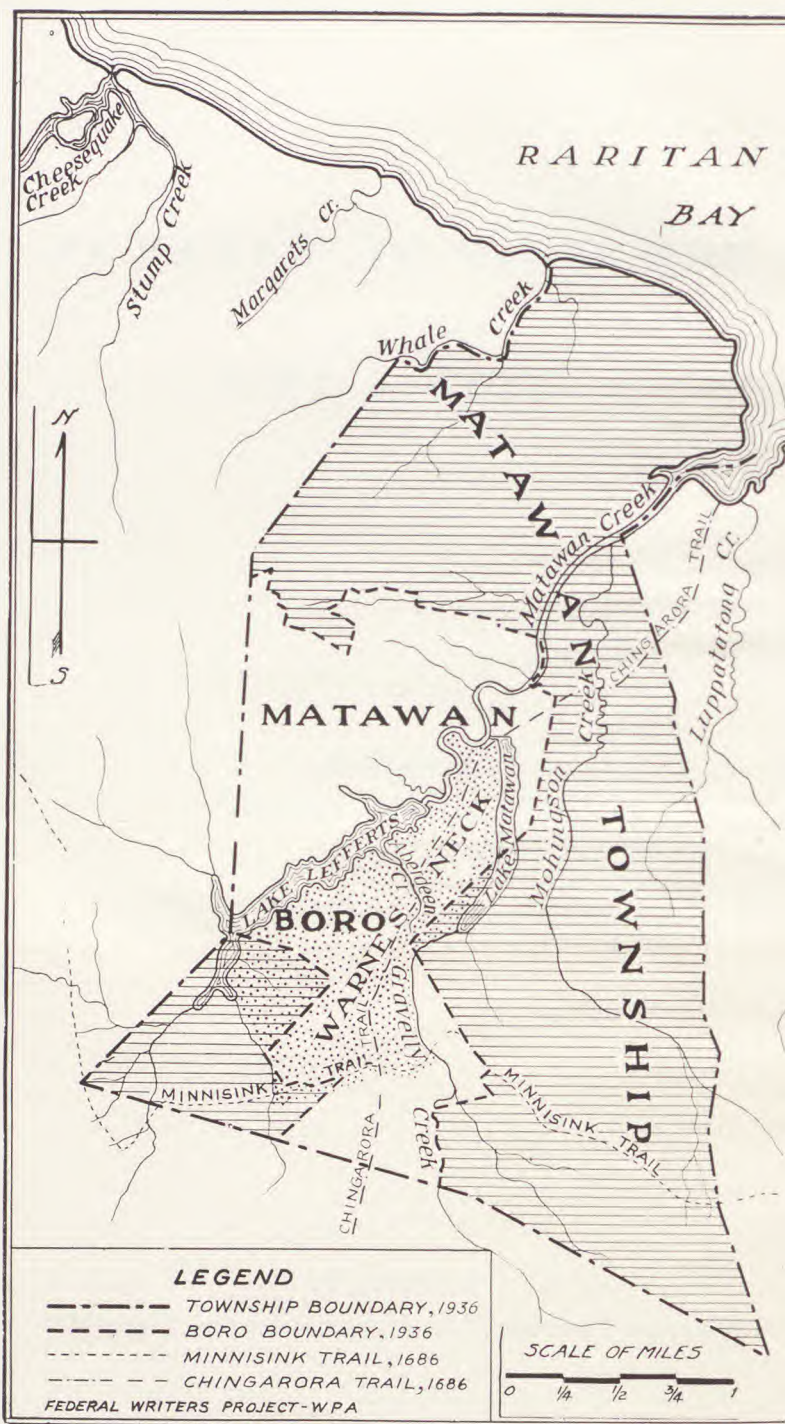 RARITAN
BAY
Cheesequake
Creek
Stump Creek
Margarets Cr.
Whale Creek
N
S
MATAWAN
TOWNSHIP
Matawan Creek
CHINGARORA TRAIL
Luppatatong Cr.
MATAWAN
BORO
Mohingson Creek
Lake Matawan
LAKE LEFFERTS
Aberdeen Cr.
WARNES NECK
Gravelly Creek
MINNISINK TRAIL
MINNISINK TRAIL
CHINGARORA TRAIL
LEGEND
TOWNSHIP BOUNDARY, 1936
BORO BOUNDARY, 1936
MINNISINK TRAIL, 1686
CHINGARORA TRAIL, 1686
FEDERAL WRITERS PROJECT-WPA
SCALE OF MILES
0 1/4 1/2 3/4 1